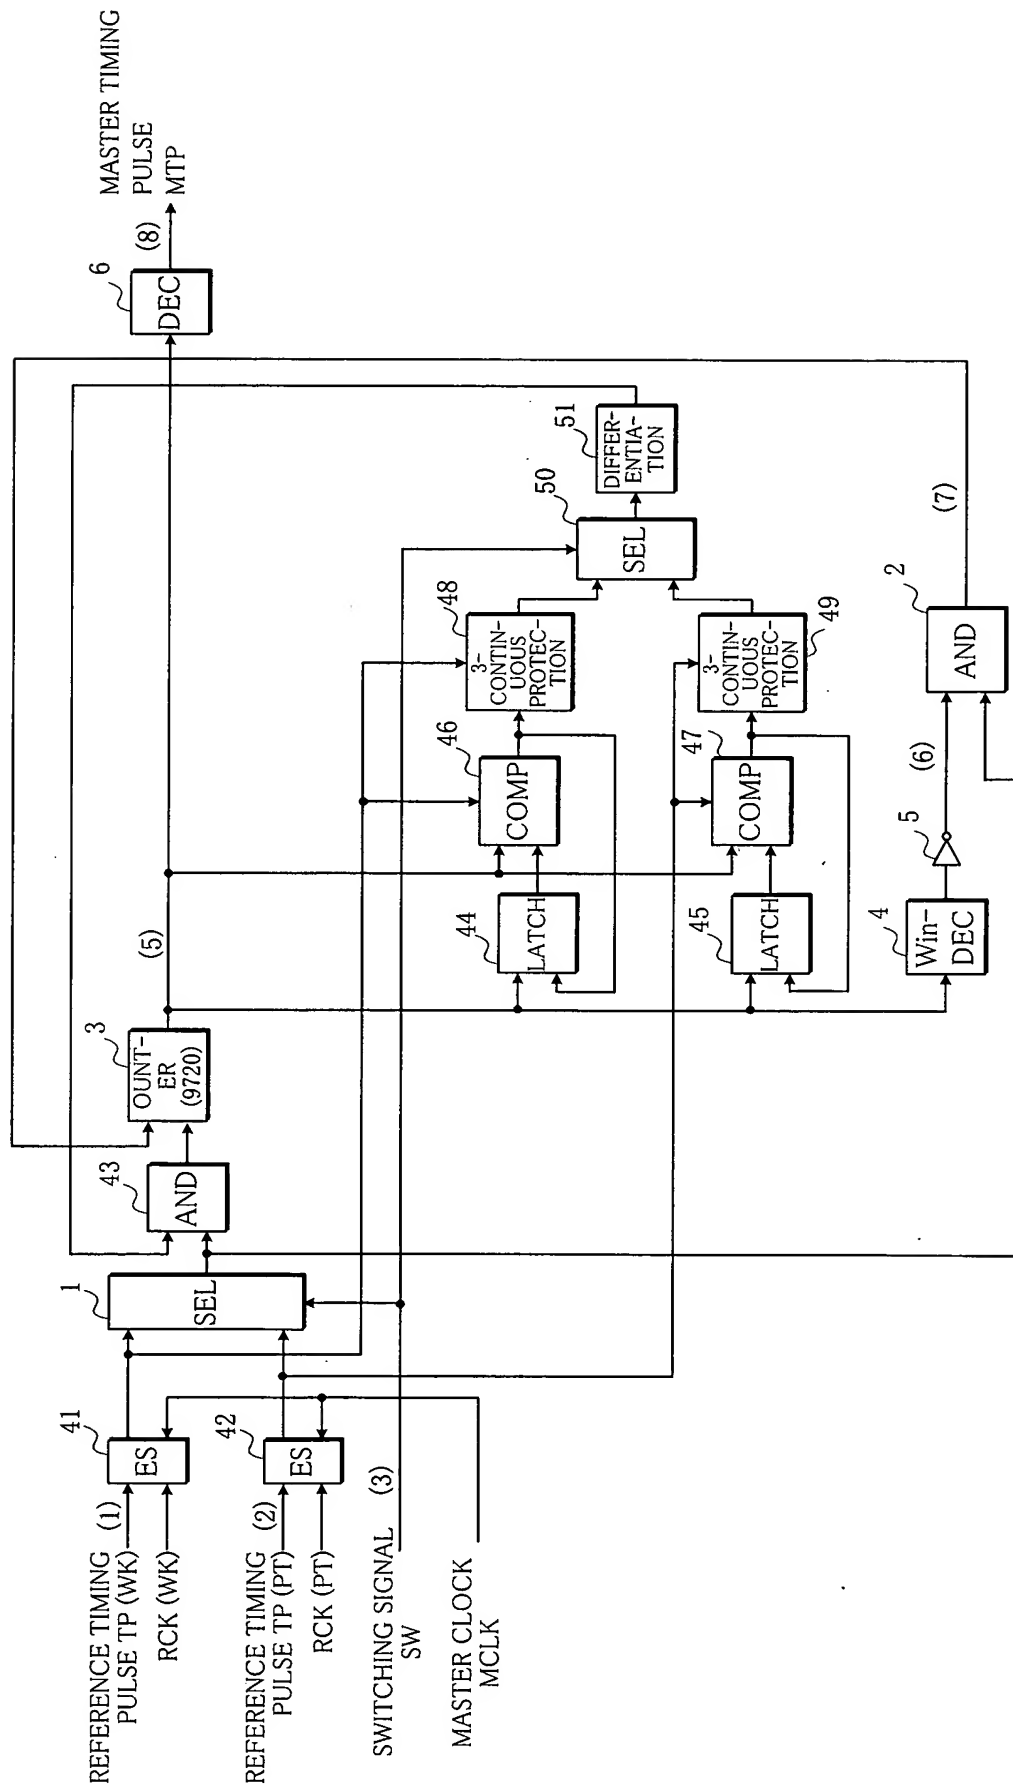 REFERENCE TIMING
PULSE TP (WK)
(1)
RCK (WK)
REFERENCE TIMING
PULSE TP (PT)
(2)
RCK (PT)
SWITCHING SIGNAL
SW
(3)
MASTER CLOCK
MCLK
41
ES
42
ES
1
SEL
43
AND
3
OUNT-
ER
(9720)
(5)
44
LATCH
45
LATCH
4
Win-
DEC
5
(6)
46
COMP
47
COMP
48
3-
CONTIN-
UOUS
PROTEC-
TION
49
3-
CONTIN-
UOUS
PROTEC-
TION
2
AND
(7)
50
SEL
51
DIFFER-
ENTIA-
TION
6
DEC
(8)
MASTER TIMING
PULSE
MTP